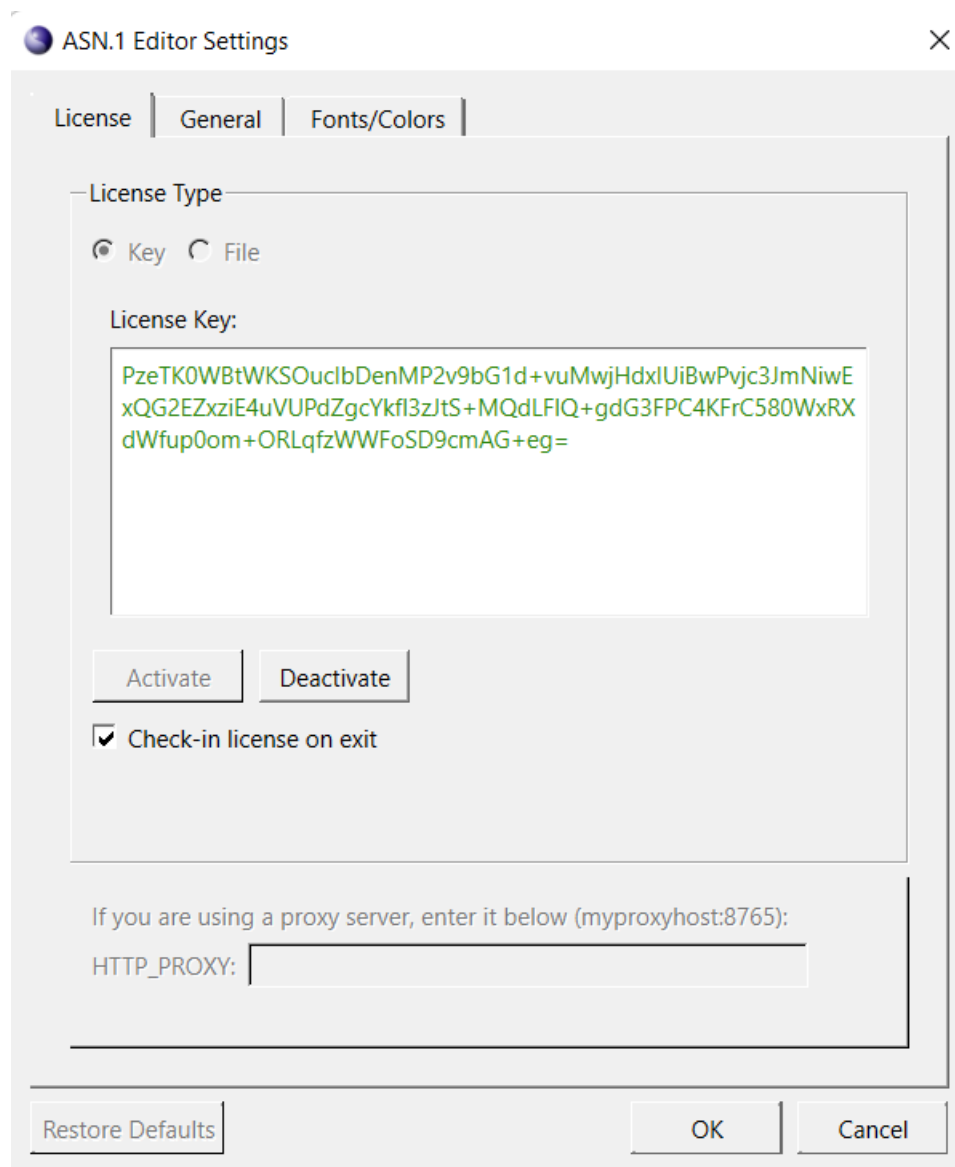 ASN.1 Editor Settings
License
General
Fonts/Colors
License Type
Key
File
License Key:
PzeTK0WBtWKSOucIbDenMP2v9bG1d+vuMwjHdxIUiBwPvjc3JmNiwE
xQG2EZxziE4uVUPdZgcYkfI3zJtS+MQdLFIQ+gdG3FPC4KFrC580WxRX
dWfup0om+ORLqfzWWFoSD9cmAG+eg=
Activate
Deactivate
Check-in license on exit
If you are using a proxy server, enter it below (myproxyhost:8765):
HTTP_PROXY:
Restore Defaults
OK
Cancel